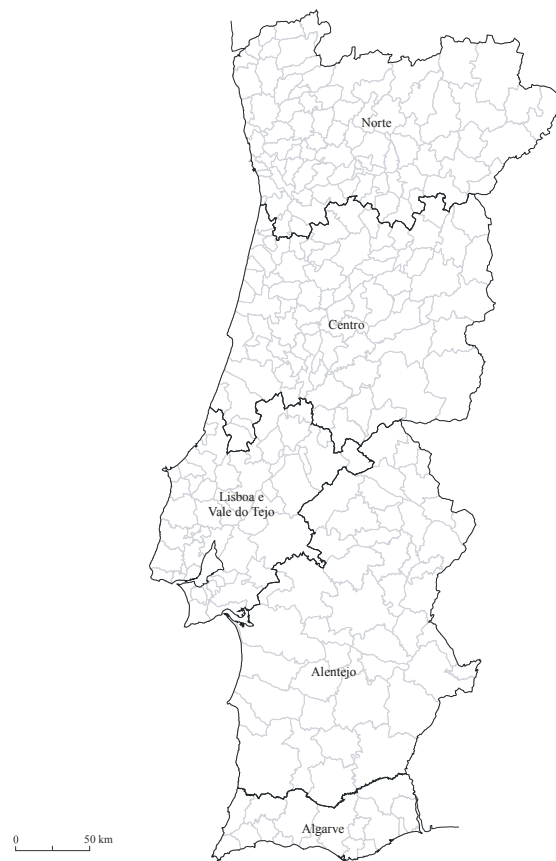 Norte
Centro
Lisboa e
Vale do Tejo
Alentejo
Algarve
0 50 km